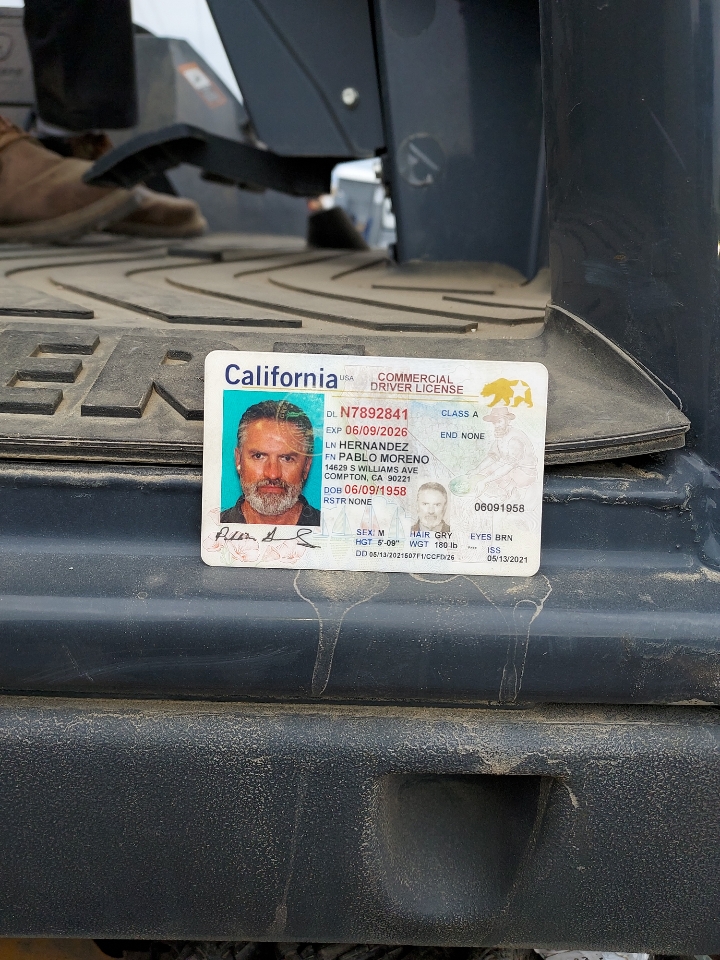 ER
California USA
COMMERCIAL
DRIVER LICENSE
DL N7892841
CLASS A
EXP 06/09/2026
END NONE
LN HERNANDEZ
FN PABLO MORENO
14629 S WILLIAMS AVE
COMPTON, CA 90221
DOB 06/09/1958
RSTR NONE
06091958
SEX M HAIR GRY EYES BRN
HGT 5'-09" WGT 180 lb ISS
DD 05/13/2021507F1/CCFD/26 05/13/2021